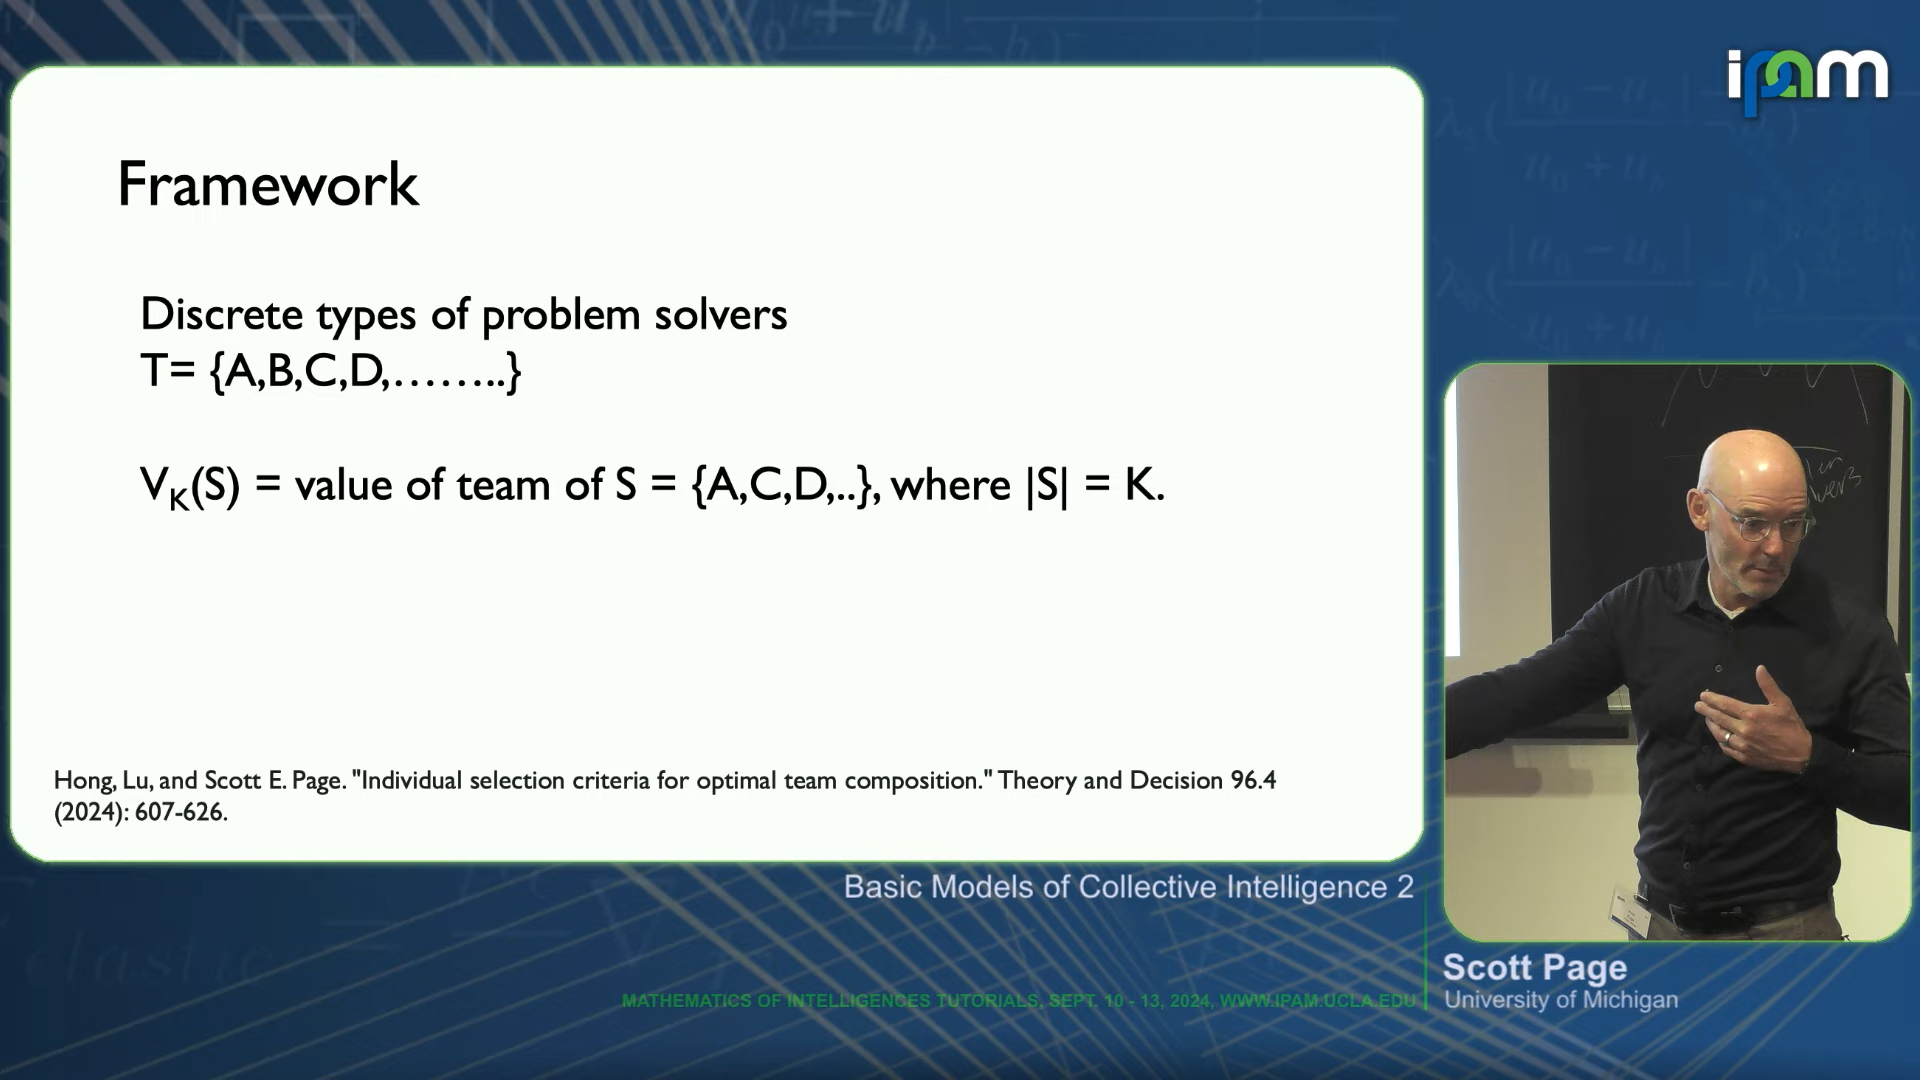 ipam
Framework
Discrete types of problem solvers
T= {A,B,C,D,……..}
V_K(S) = value of team of S = {A,C,D,..}, where |S| = K.
Hong, Lu, and Scott E. Page. "Individual selection criteria for optimal team composition." Theory and Decision 96.4
(2024): 607-626.
Basic Models of Collective Intelligence 2
Scott Page
University of Michigan
MATHEMATICS OF INTELLIGENCES TUTORIALS, SEPT. 10 - 13, 2024, WWW.IPAM.UCLA.EDU